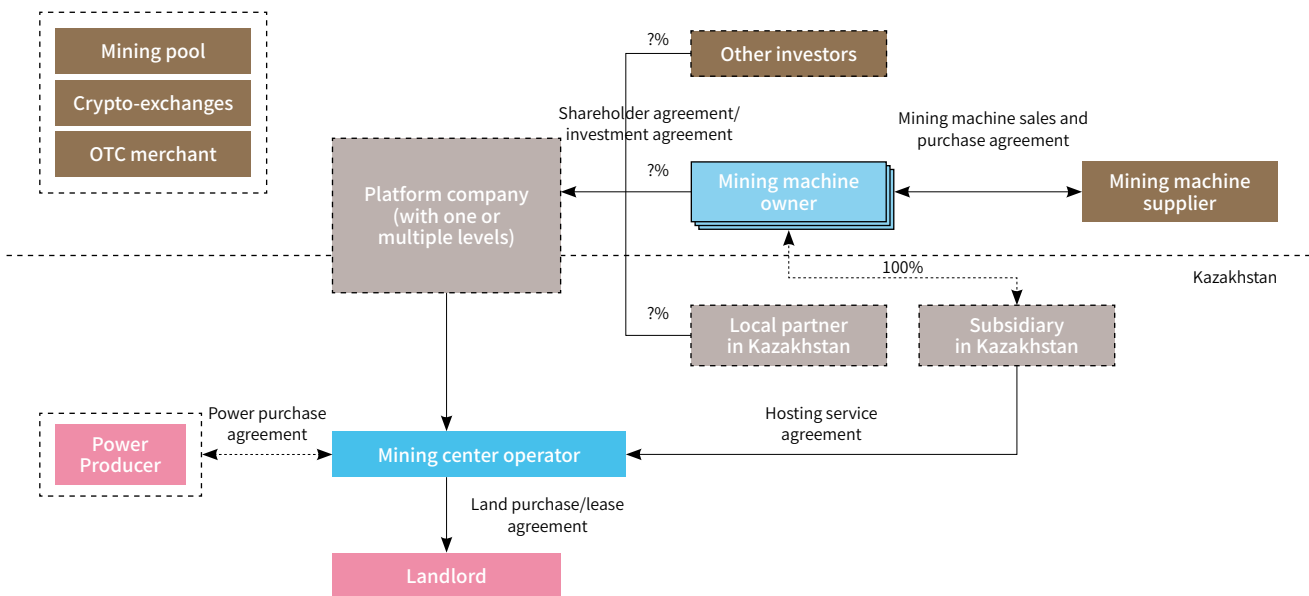 Mining pool
Crypto-exchanges
OTC merchant
?%
Other investors
Shareholder agreement/
investment agreement
Mining machine sales and
purchase agreement
Platform company
(with one or
multiple levels)
?%
Mining machine
owner
Mining machine
supplier
100%
Kazakhstan
?%
Local partner
in Kazakhstan
Subsidiary
in Kazakhstan
Power purchase
agreement
Hosting service
agreement
Power
Producer
Mining center operator
Land purchase/lease
agreement
Landlord